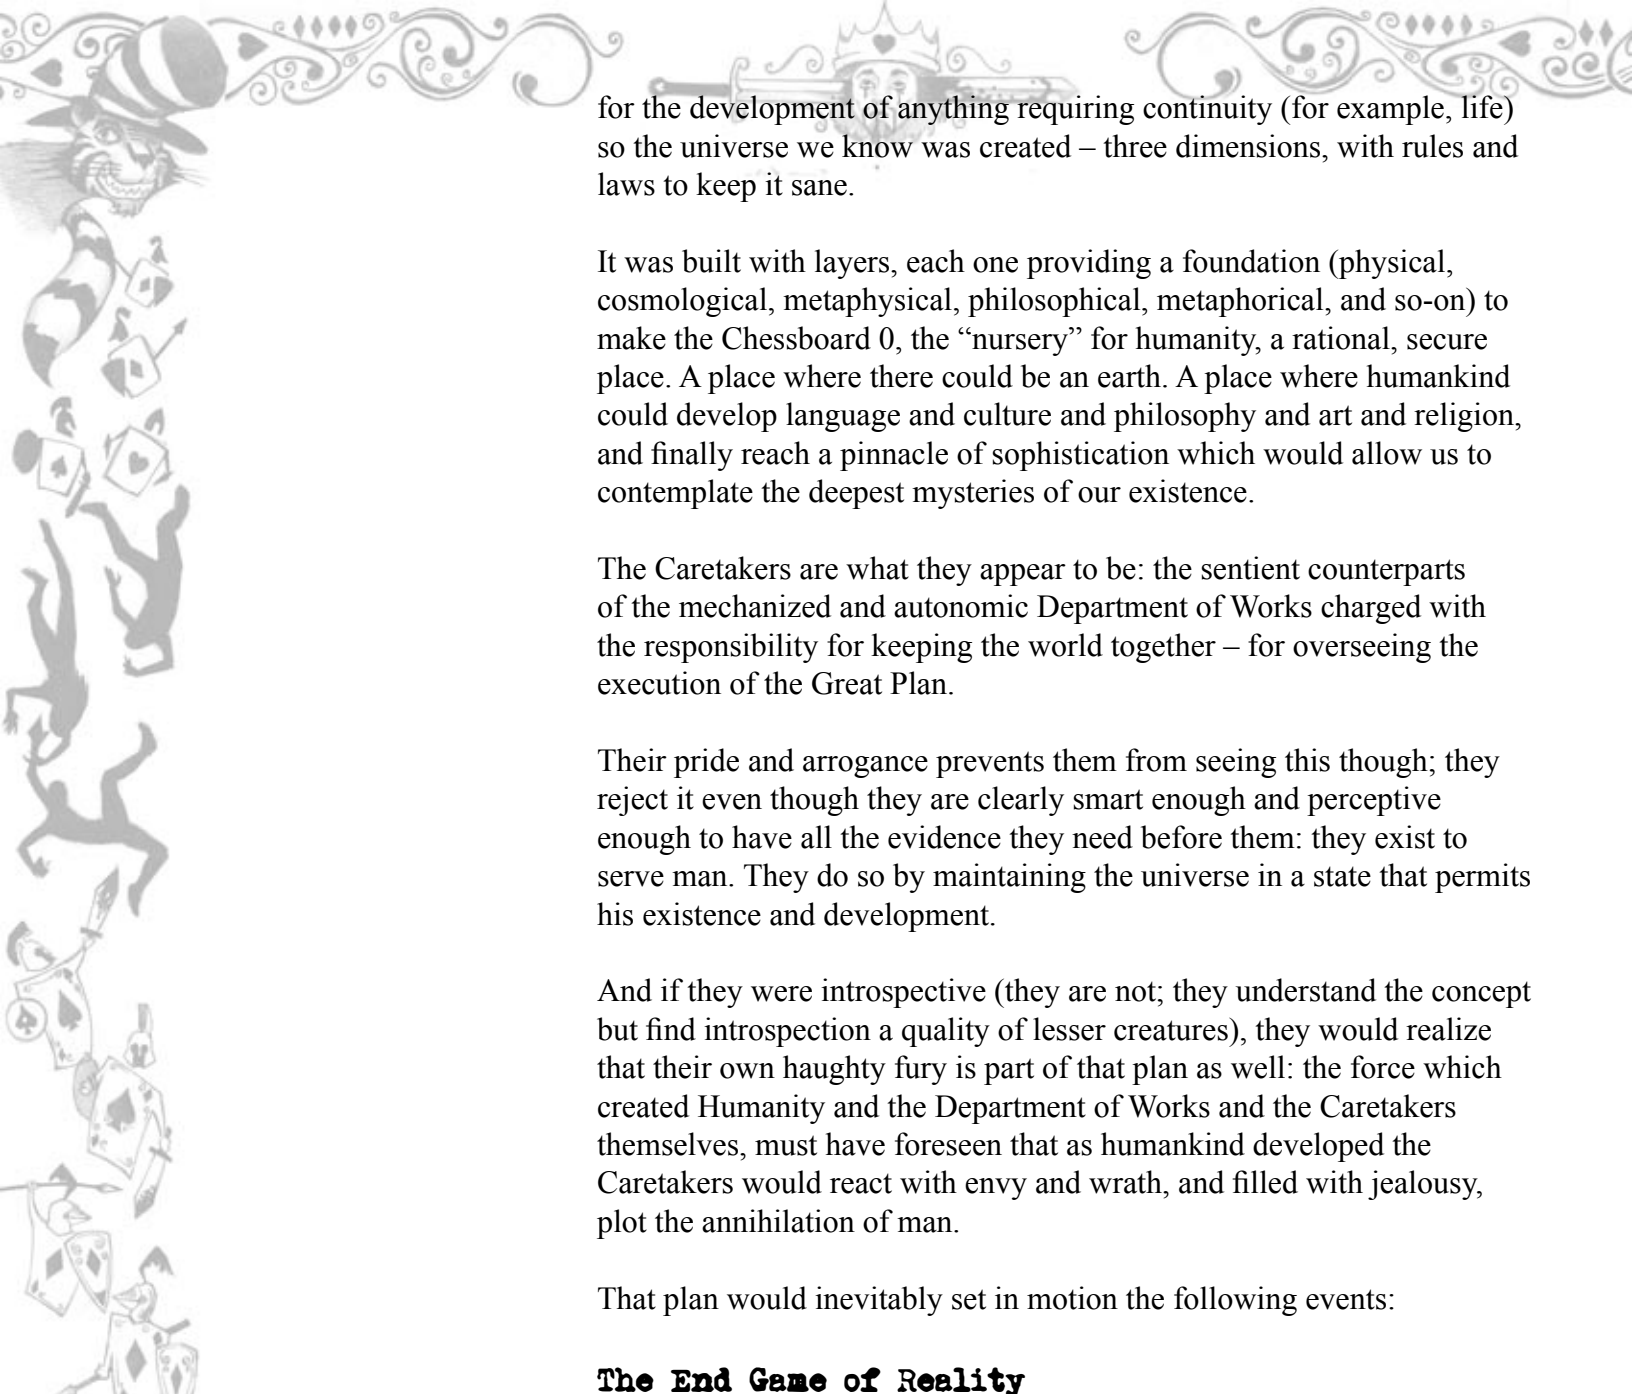 for the development of anything requiring continuity (for example, life)
so the universe we know was created – three dimensions, with rules and
laws to keep it sane.
It was built with layers, each one providing a foundation (physical,
cosmological, metaphysical, philosophical, metaphorical, and so-on) to
make the Chessboard 0, the “nursery” for humanity, a rational, secure
place. A place where there could be an earth. A place where humankind
could develop language and culture and philosophy and art and religion,
and finally reach a pinnacle of sophistication which would allow us to
contemplate the deepest mysteries of our existence.
The Caretakers are what they appear to be: the sentient counterparts
of the mechanized and autonomic Department of Works charged with
the responsibility for keeping the world together – for overseeing the
execution of the Great Plan.
Their pride and arrogance prevents them from seeing this though; they
reject it even though they are clearly smart enough and perceptive
enough to have all the evidence they need before them: they exist to
serve man. They do so by maintaining the universe in a state that permits
his existence and development.
And if they were introspective (they are not; they understand the concept
but find introspection a quality of lesser creatures), they would realize
that their own haughty fury is part of that plan as well: the force which
created Humanity and the Department of Works and the Caretakers
themselves, must have foreseen that as humankind developed the
Caretakers would react with envy and wrath, and filled with jealousy,
plot the annihilation of man.
That plan would inevitably set in motion the following events:
The End Game of Reality